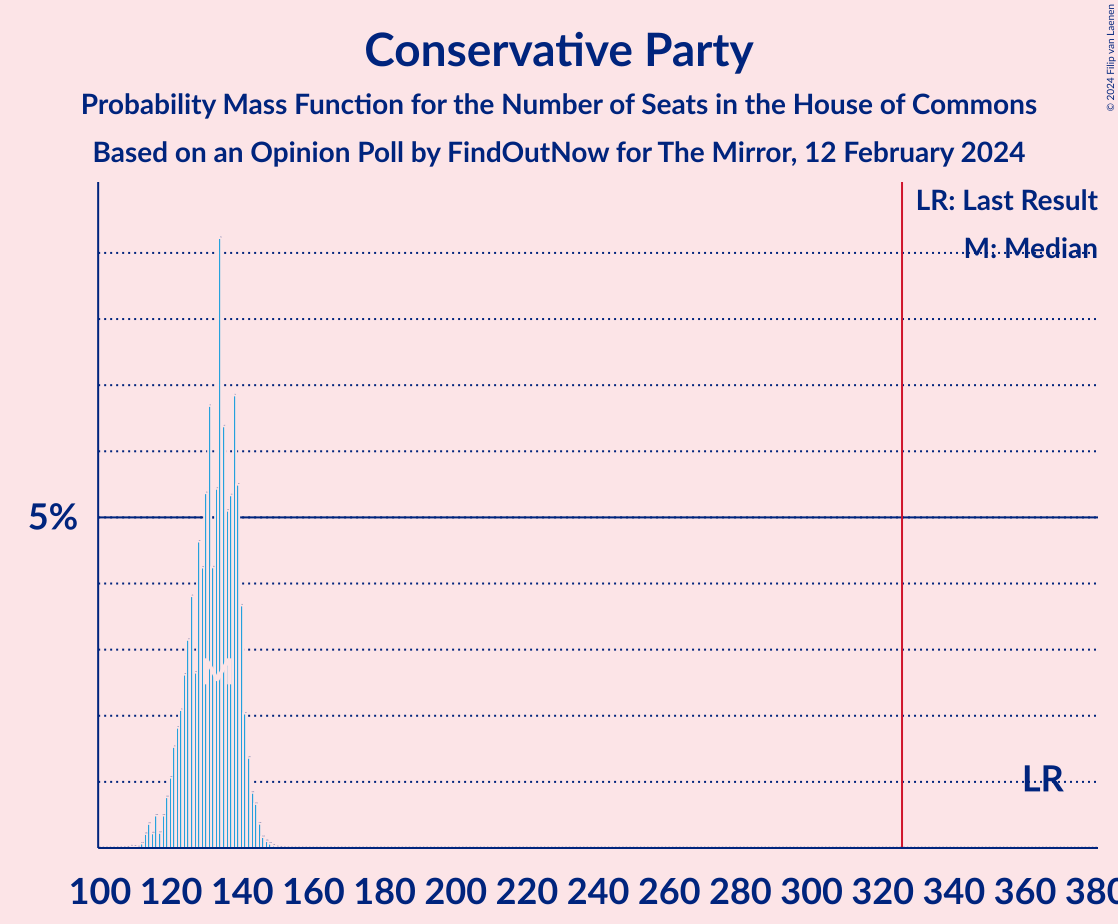 Conservative Party
Probability Mass Function for the Number of Seats in the House of Commons
Based on an Opinion Poll by FindOutNow for The Mirror, 12 February 2024
© 2024 Filip van Laenen
LR: Last Result
M: Median
5%
M
LR
100 120 140 160 180 200 220 240 260 280 300 320 340 360 380